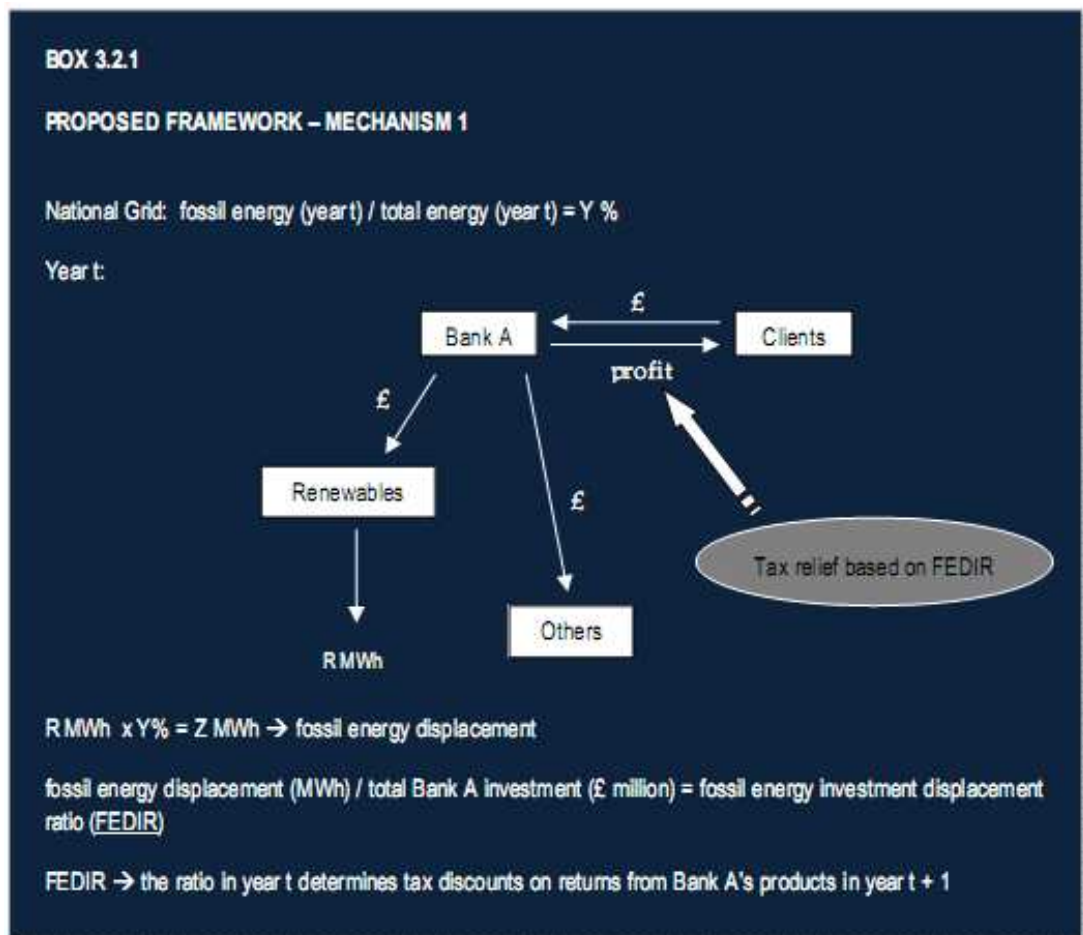 BOX 3.2.1
PROPOSED FRAMEWORK – MECHANISM 1
National Grid: fossil energy (year t) / total energy (year t) = Y %
Year t:
£
Bank A
Clients
profit
£
Renewables
£
Tax relief based on FEDIR
Others
R MWh
R MWh x Y% = Z MWh → fossil energy displacement
fossil energy displacement (MWh) / total Bank A investment (£ million) = fossil energy investment displacement
ratio (FEDIR)
FEDIR → the ratio in year t determines tax discounts on returns from Bank A's products in year t + 1